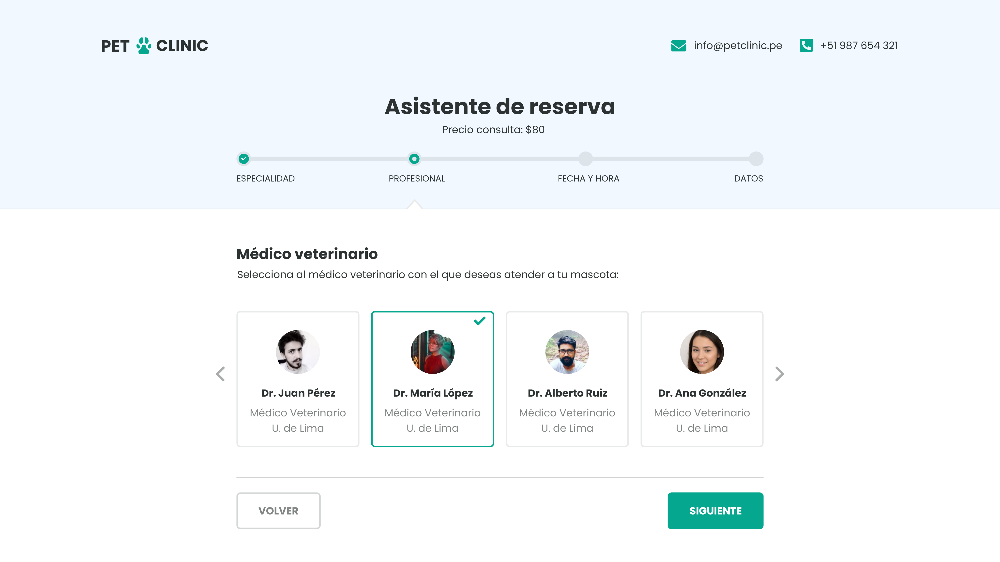 PET CLINIC
info@petclinic.pe
+51 987 654 321
Asistente de reserva
Precio consulta: $80
ESPECIALIDAD
PROFESIONAL
FECHA Y HORA
DATOS
Médico veterinario
Selecciona al médico veterinario con el que deseas atender a tu mascota:
Dr. Juan Pérez
Médico Veterinario
U. de Lima
Dr. María López
Médico Veterinario
U. de Lima
Dr. Alberto Ruiz
Médico Veterinario
U. de Lima
Dr. Ana González
Médico Veterinario
U. de Lima
VOLVER
SIGUIENTE